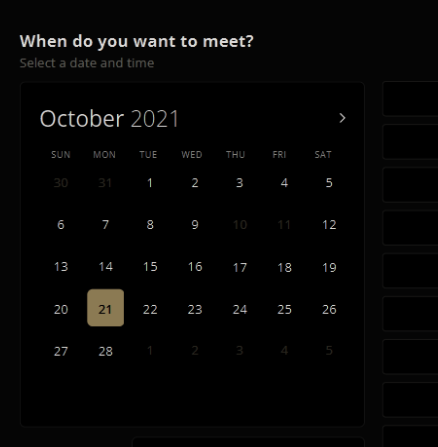 When do you want to meet?
Select a date and time
October 2021
SUN MON TUE WED THU FRI SAT
30 31 1 2 3 4 5
6 7 8 9 10 11 12
13 14 15 16 17 18 19
20 21 22 23 24 25 26
27 28 1 2 3 4 5